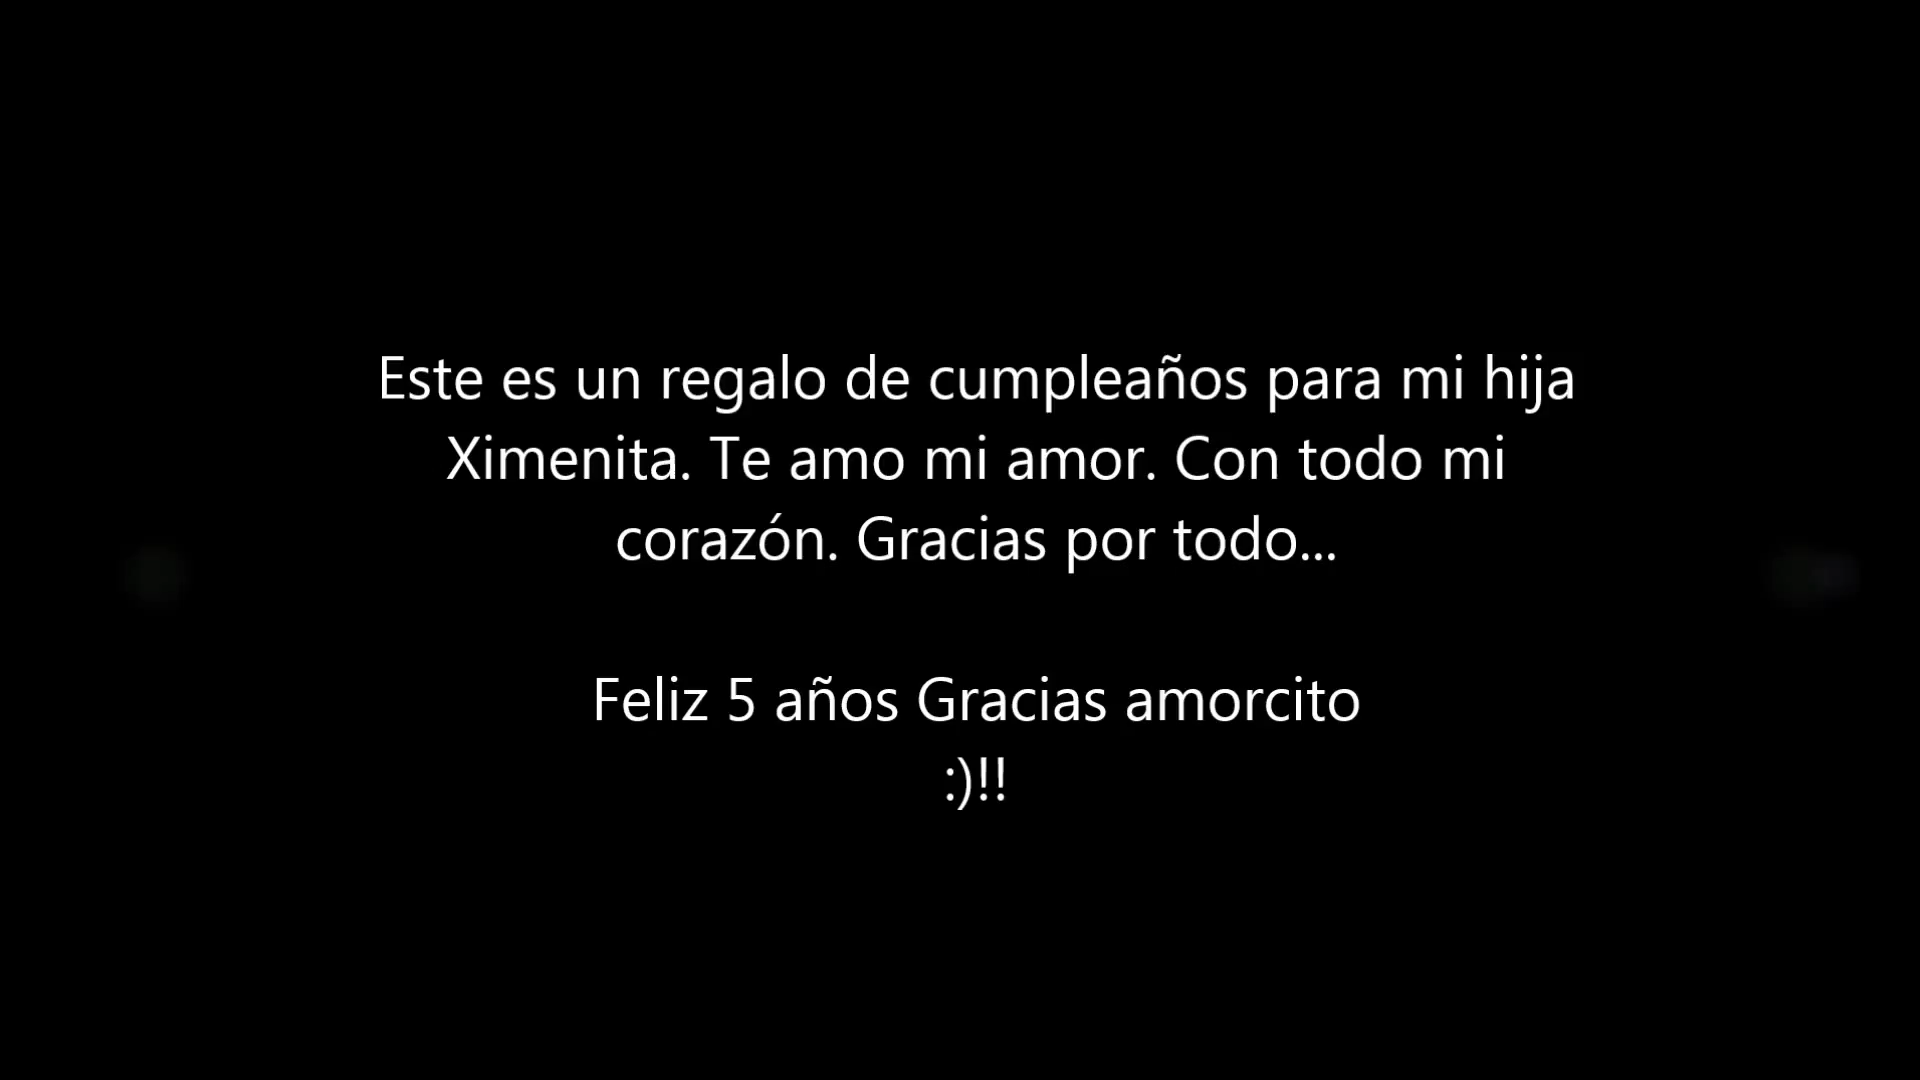 Este es un regalo de cumpleaños para mi hija
Ximenita. Te amo mi amor. Con todo mi
corazón. Gracias por todo...
Feliz 5 años Gracias amorcito
:)!!